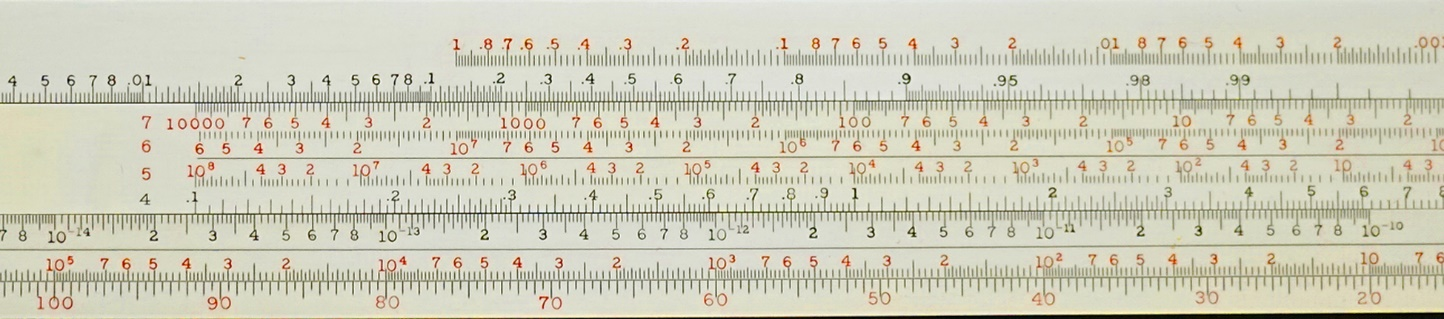 1 .8 .7 .6 .5 .4 .3 .2 .1 8 7 6 5 4 3 2 01 8 7 6 5 4 3 2 .001
4 5 6 7 8 .01 2 3 4 5 6 7 8 .1 .2 .3 .4 .5 .6 .7 .8 .9 .95 .98 .99
7 10000 7 6 5 4 3 2 1000 7 6 5 4 3 2 100 7 6 5 4 3 2 10 7 6 5 4 3 2
6 6 5 4 3 2 10⁷ 7 6 5 4 3 2 10⁶ 7 6 5 4 3 2 10⁵ 7 6 5 4 3 2 10
5 10⁸ 4 3 2 10⁷ 4 3 2 10⁶ 4 3 2 10⁵ 4 3 2 10⁴ 4 3 2 10³ 4 3 2 10² 4 3 2 10 4 3
4 .1 .2 .3 .4 .5 .6 .7 .8 .9 1 2 3 4 5 6 7 8
7 8 10⁻¹⁴ 2 3 4 5 6 7 8 10⁻¹³ 2 3 4 5 6 7 8 10⁻¹² 2 3 4 5 6 7 8 10⁻¹¹ 2 3 4 5 6 7 8 10⁻¹⁰
10⁵ 7 6 5 4 3 2 10⁴ 7 6 5 4 3 2 10³ 7 6 5 4 3 2 10² 7 6 5 4 3 2 10 7 6
100 90 80 70 60 50 40 30 20